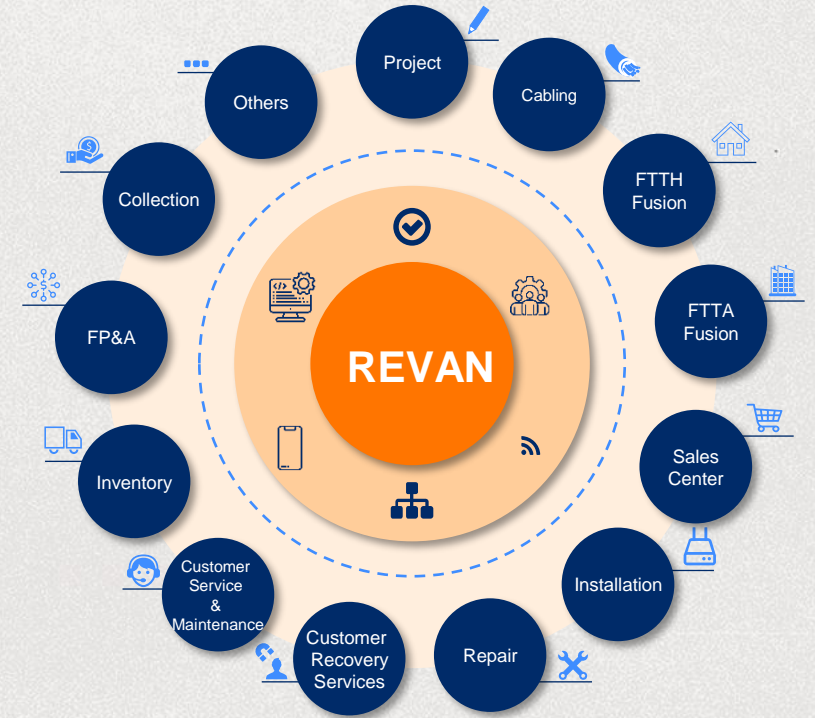 Project
Cabling
FTTH
Fusion
FTTA
Fusion
Sales
Center
Installation
Repair
Customer
Recovery
Services
Customer
Service
&
Maintenance
Inventory
FP&A
Collection
Others
REVAN